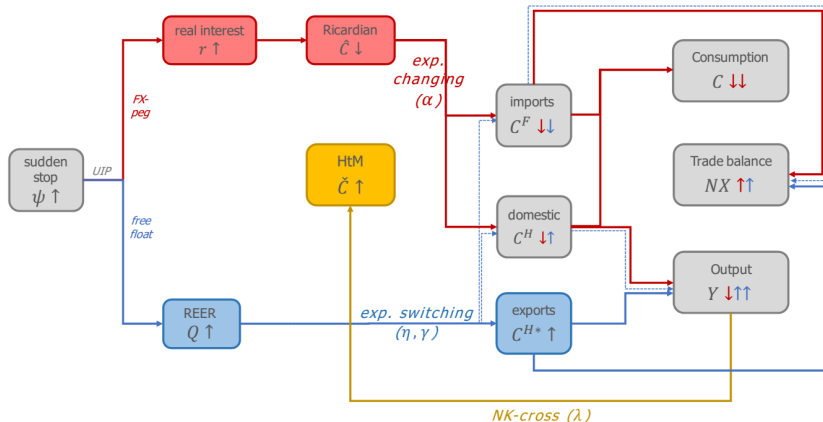 real interest
r ↑
Ricardian
Ĉ ↓
exp.
changing
(α)
imports
C^F ↓↓
Consumption
C ↓↓
FX-
peg
sudden
stop
ψ ↑
UIP
HtM
Č ↑
Trade balance
NX ↑↑
free
float
domestic
C^H ↓↑
Output
Y ↓↑↑
REER
Q ↑
exp. switching
(η, γ)
exports
C^{H*} ↑
NK-cross (λ)